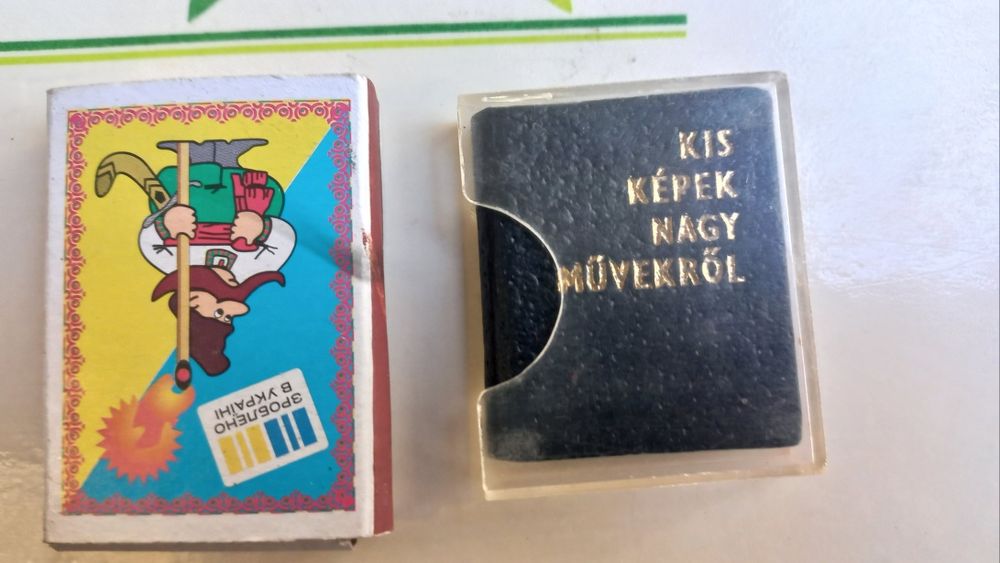 ЗРОБЛЕНО
В УКРАЇНІ
KIS
KÉPEK
NAGY
MŰVEKRŐL